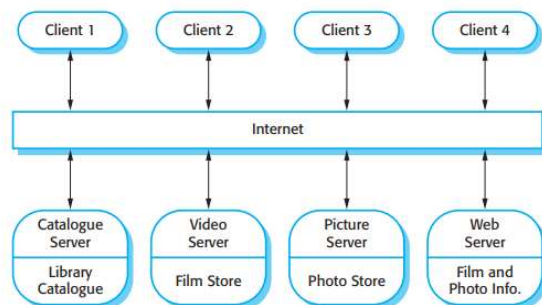 Client 1
Client 2
Client 3
Client 4
Internet
Catalogue
Server
Library
Catalogue
Video
Server
Film Store
Picture
Server
Photo Store
Web
Server
Film and
Photo Info.